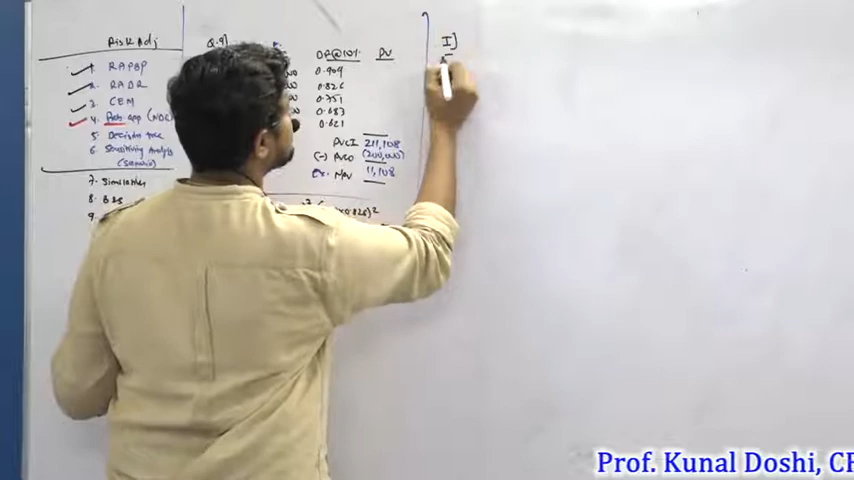 Risk Adj
1. RAPBP
2. RADR
3. CEM
4. Prob. app (NDR)
5. Decision tree
6. Sensitivity Analysis
(Scenario)
7. Simulation
9.
Q.9]
DF@10% PV
0.909
0.826
0.751
0.683
0.621
PVCI 211,108
(-) PVCO (200,000)
Ex. NPV 11,108
I]
Prof. Kunal Doshi, CF